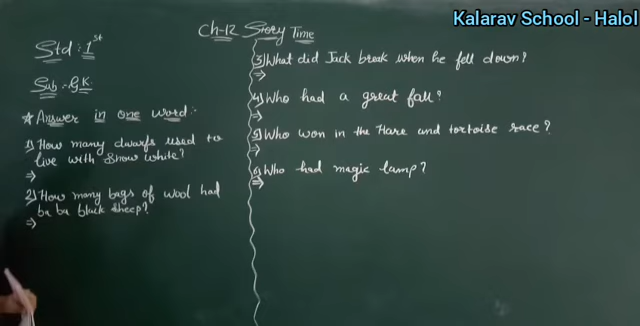 Kalarav School - Halol
Ch-12 Story Time
Std : 1st
Sub :- G.K.
* Answer in one word :-
1) How many dwarfs used to
live with Snow white?
⇒
2) How many bags of wool had
ba ba black sheep?
⇒
3) What did Jack break when he fell down?
⇒
4) Who had a great fall?
⇒
5) Who won in the Hare and tortoise race?
⇒
6) Who had magic lamp?
⇒